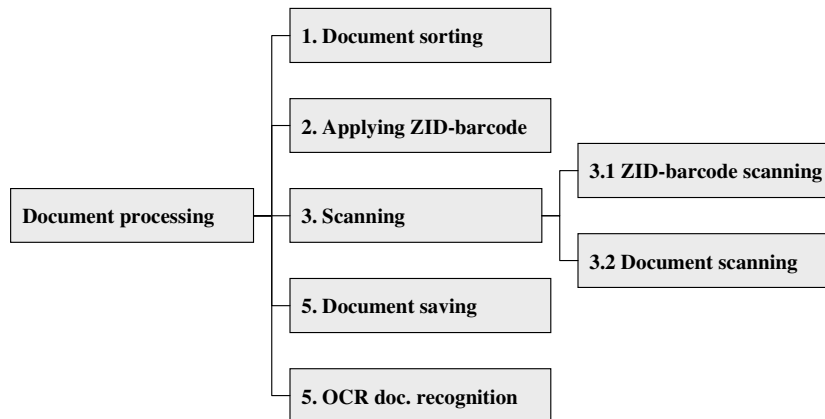 1. Document sorting
2. Applying ZID-barcode
3.1 ZID-barcode scanning
Document processing
3. Scanning
3.2 Document scanning
5. Document saving
5. OCR doc. recognition